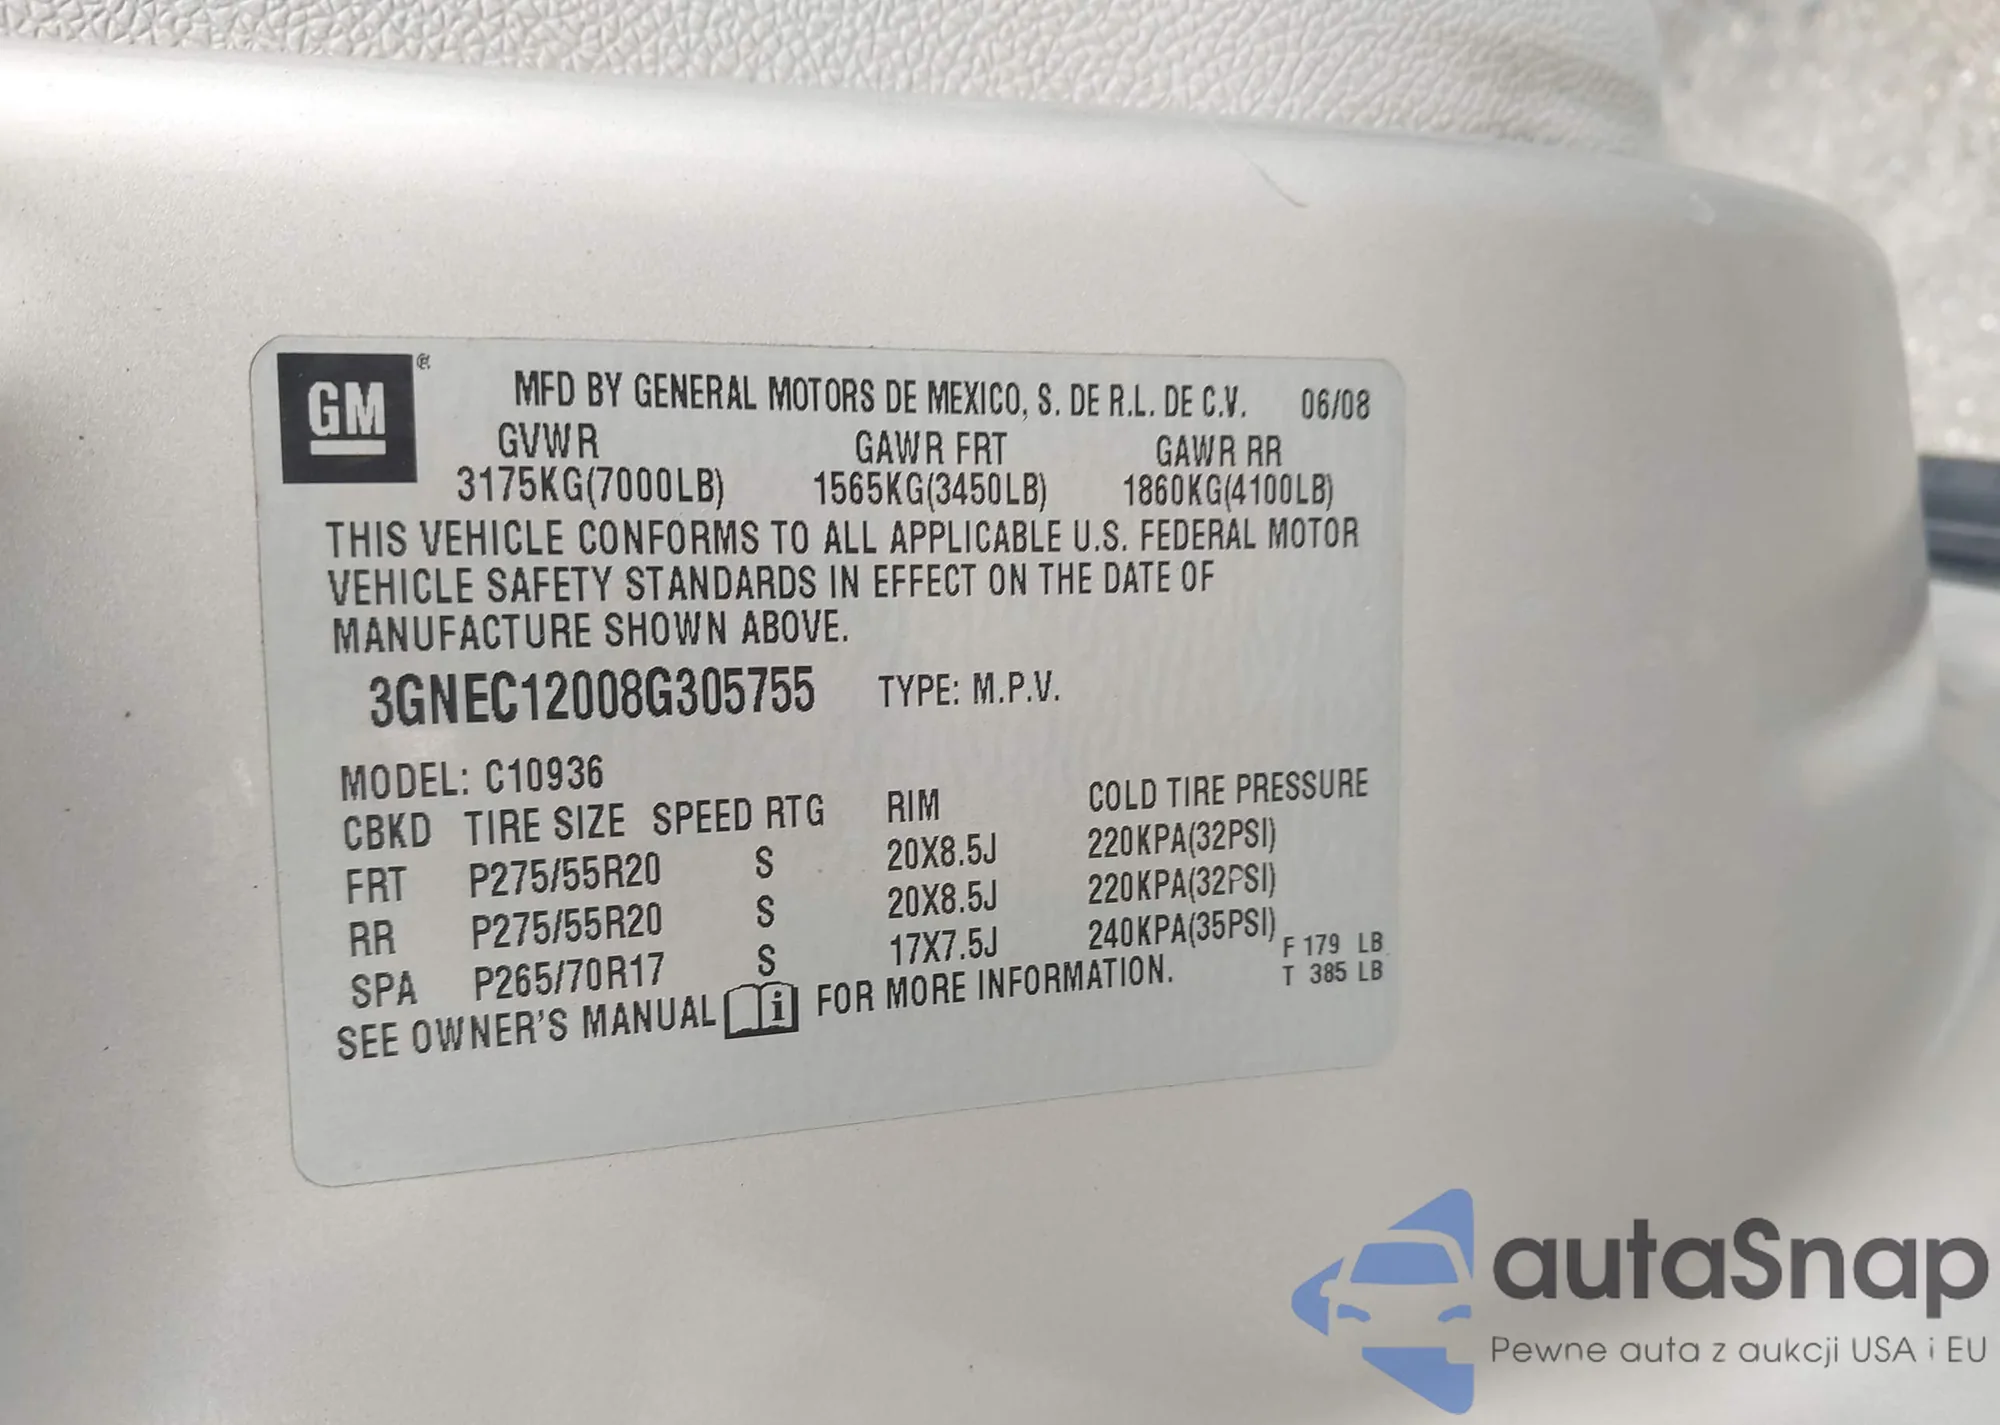 GM ®
MFD BY GENERAL MOTORS DE MEXICO, S. DE R.L. DE C.V. 06/08
GVWR GAWR FRT GAWR RR
3175KG(7000LB) 1565KG(3450LB) 1860KG(4100LB)
THIS VEHICLE CONFORMS TO ALL APPLICABLE U.S. FEDERAL MOTOR
VEHICLE SAFETY STANDARDS IN EFFECT ON THE DATE OF
MANUFACTURE SHOWN ABOVE.
3GNEC12008G305755 TYPE: M.P.V.
MODEL: C10936
CBKD TIRE SIZE SPEED RTG RIM COLD TIRE PRESSURE
FRT P275/55R20 S 20X8.5J 220KPA(32PSI)
RR P275/55R20 S 20X8.5J 220KPA(32PSI)
SPA P265/70R17 S 17X7.5J 240KPA(35PSI)
F 179 LB
T 385 LB
SEE OWNER'S MANUAL i FOR MORE INFORMATION.
autaSnap
Pewne auta z aukcji USA i EU